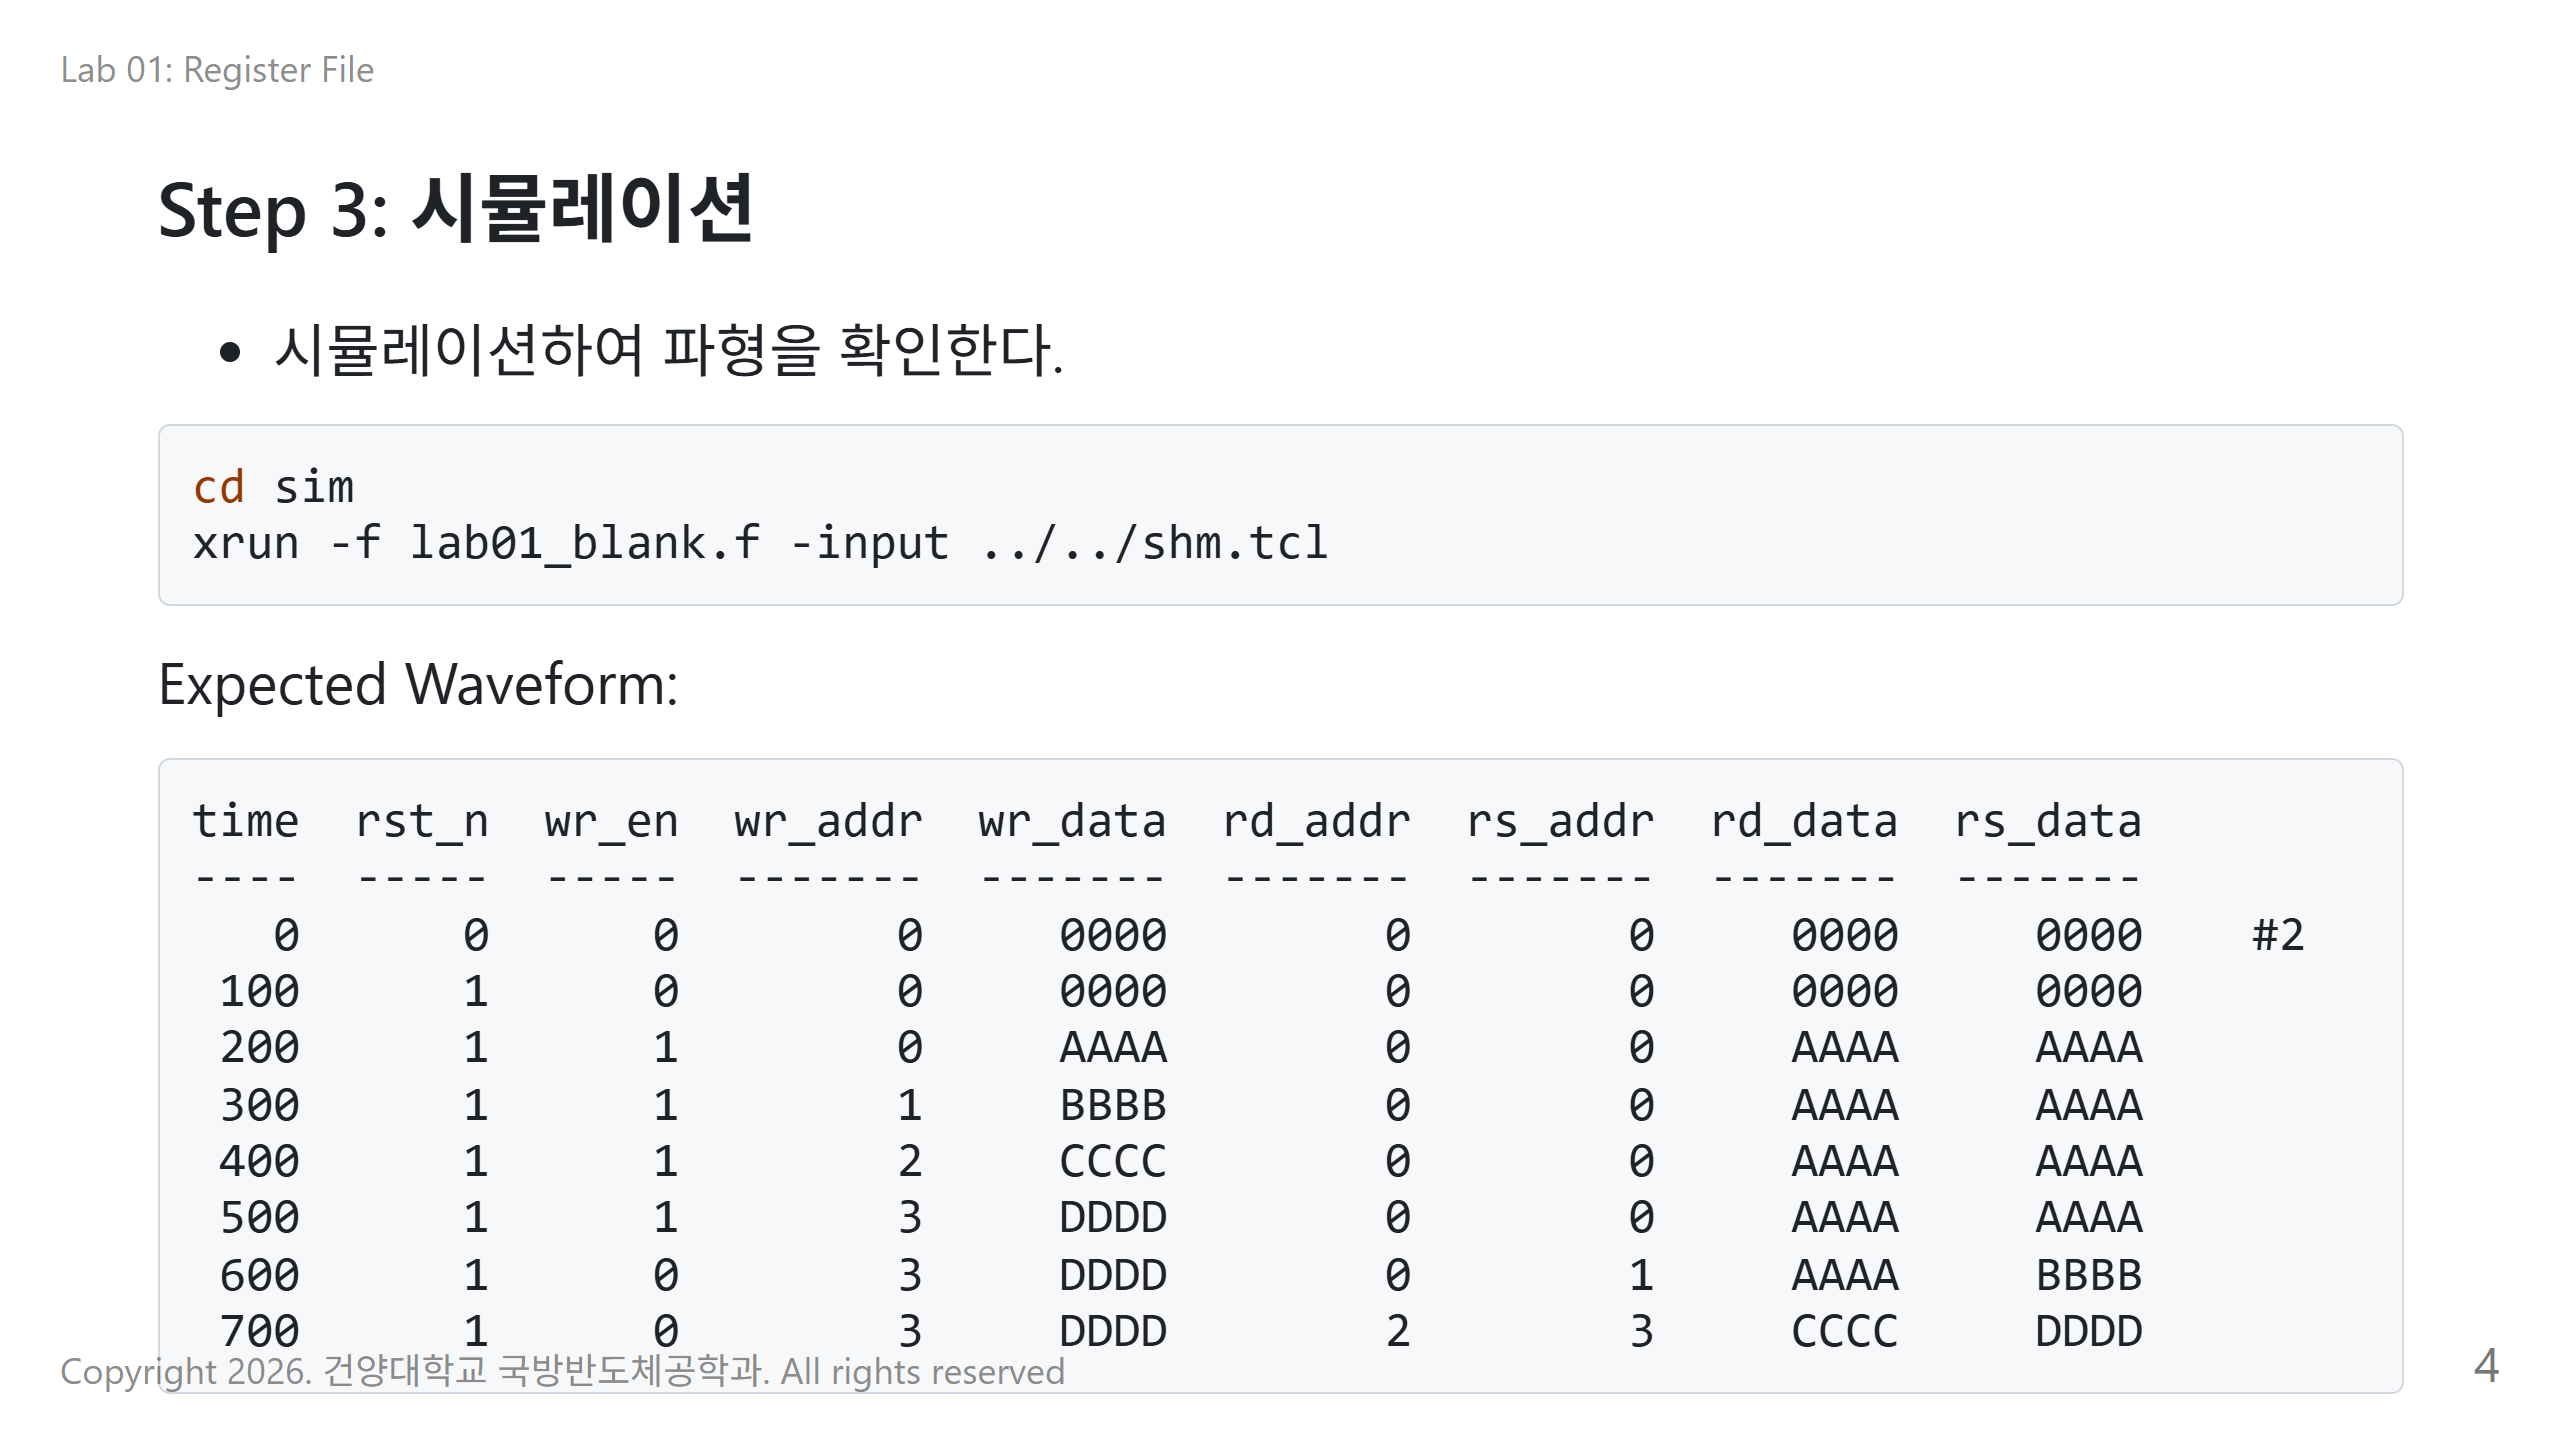 Lab 01: Register File
Step 3: 시뮬레이션
• 시뮬레이션하여 파형을 확인한다.
cd sim
xrun -f lab01_blank.f -input ../../shm.tcl
Expected Waveform:
time  rst_n  wr_en  wr_addr  wr_data  rd_addr  rs_addr  rd_data  rs_data
----  -----  -----  -------  -------  -------  -------  -------  -------
   0      0      0        0     0000        0        0     0000     0000    #2
 100      1      0        0     0000        0        0     0000     0000
 200      1      1        0     AAAA        0        0     AAAA     AAAA
 300      1      1        1     BBBB        0        0     AAAA     AAAA
 400      1      1        2     CCCC        0        0     AAAA     AAAA
 500      1      1        3     DDDD        0        0     AAAA     AAAA
 600      1      0        3     DDDD        0        1     AAAA     BBBB
 700      1      0        3     DDDD        2        3     CCCC     DDDD
Copyright 2026. 건양대학교 국방반도체공학과. All rights reserved
4